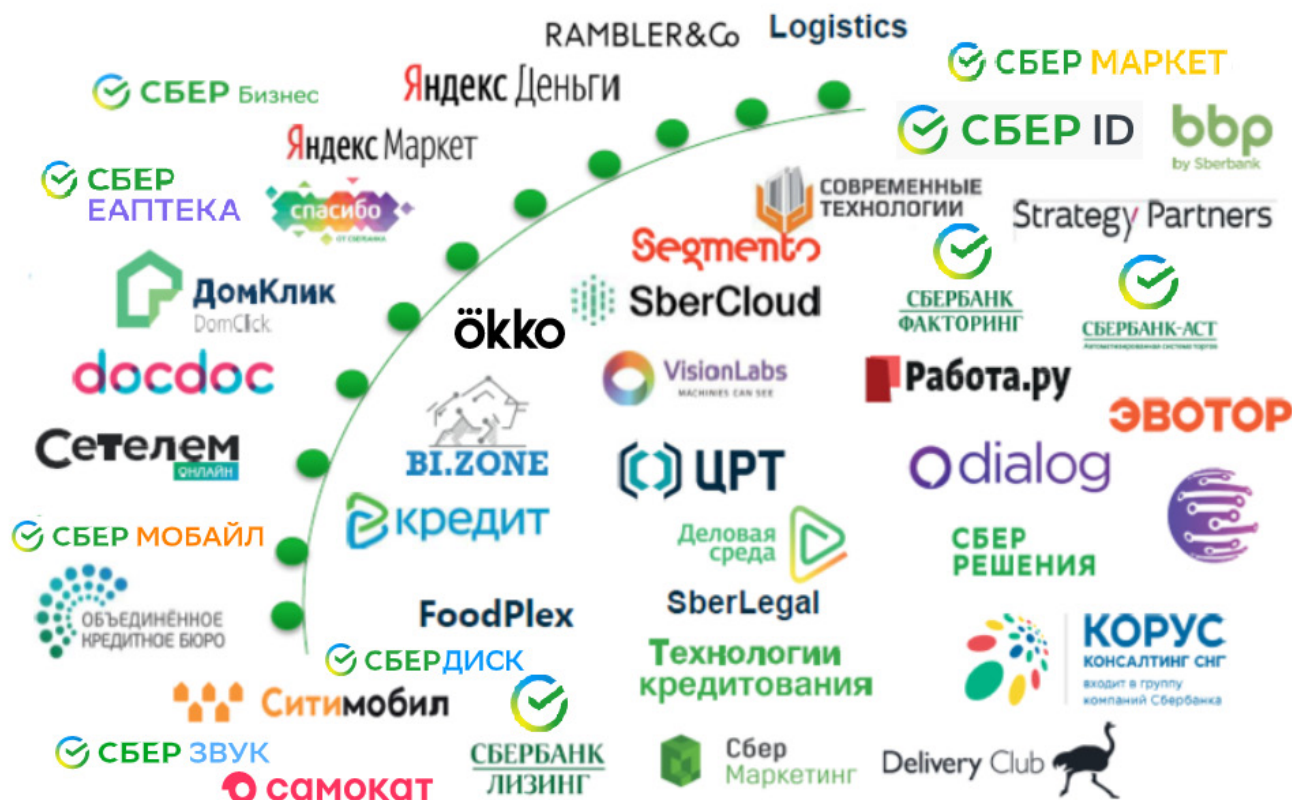 RAMBLER&Co
Logistics
СБЕР МАРКЕТ
СБЕР Бизнес
Яндекс Деньги
СБЕР ID
bbp
by Sberbank
Яндекс Маркет
СБЕР
ЕАПТЕКА
спасибо
ОТ СБЕРБАНКА
СОВРЕМЕННЫЕ
ТЕХНОЛОГИИ
Strategy Partners
Segmento
ДомКлик
DomClick
SberCloud
СБЕРБАНК
ФАКТОРИНГ
СБЕРБАНК-АСТ
Автоматизированная система торгов
ökko
docdoc
VisionLabs
MACHINES CAN SEE
Работа.ру
ЭВОТОР
Сетелем
ОНЛАЙН
BI.ZONE
ЦРТ
dialog
кредит
СБЕР МОБАЙЛ
Деловая
среда
СБЕР
РЕШЕНИЯ
ОБЪЕДИНЁННОЕ
КРЕДИТНОЕ БЮРО
FoodPlex
SberLegal
КОРУС
КОНСАЛТИНГ СНГ
входит в группу
компаний Сбербанка
СБЕРДИСК
Технологии
кредитования
Ситимобил
СБЕР ЗВУК
СБЕРБАНК
ЛИЗИНГ
Сбер
Маркетинг
Delivery Club
самокат